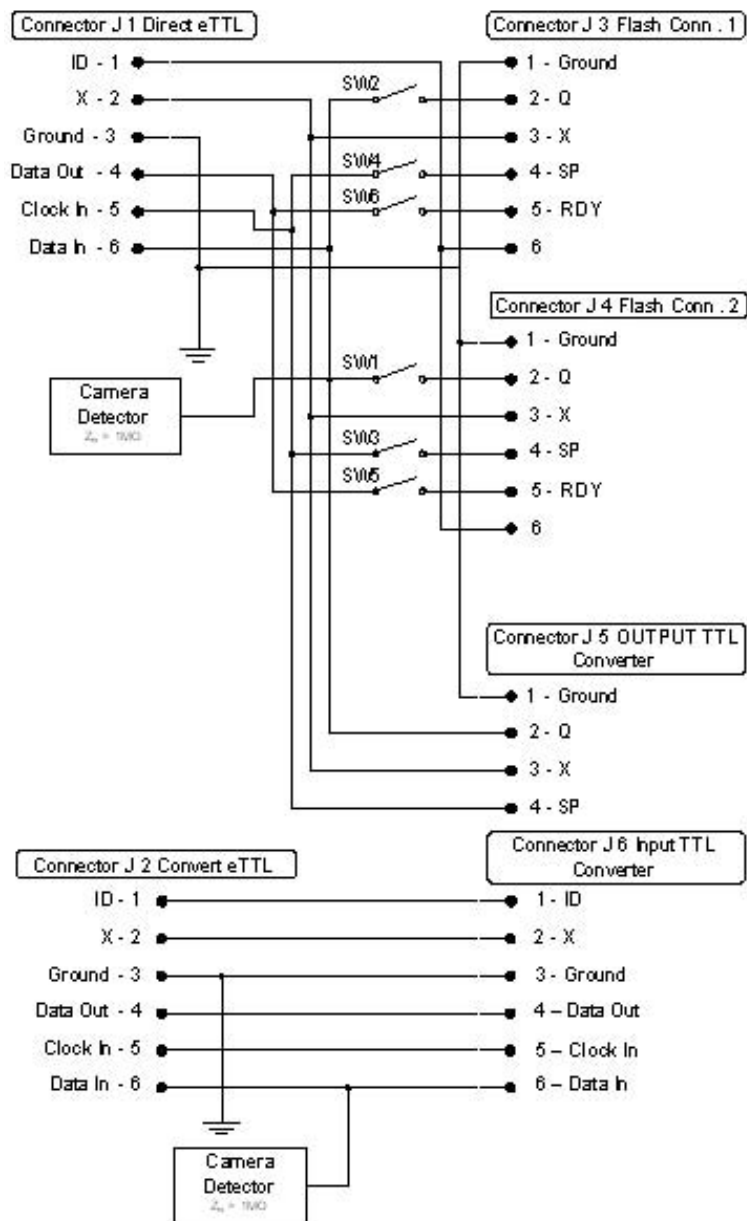 Connector J 1 Direct eTTL
ID - 1
X - 2
Ground - 3
Data Out - 4
Clock In - 5
Data In - 6
SW2
SW4
SW6
Connector J 3 Flash Conn . 1
1 - Ground
2 - Q
3 - X
4 - SP
5 - RDY
6
Connector J 4 Flash Conn . 2
1 - Ground
2 - Q
3 - X
4 - SP
5 - RDY
6
SW1
SW3
SW5
Camera
Detector
Connector J 5 OUTPUT TTL
Converter
1 - Ground
2 - Q
3 - X
4 - SP
Connector J 2 Convert eTTL
ID - 1
X - 2
Ground - 3
Data Out - 4
Clock In - 5
Data In - 6
Connector J 6 Input TTL
Converter
1 - ID
2 - X
3 - Ground
4 – Data Out
5 – Clock In
6 – Data In
Camera
Detector